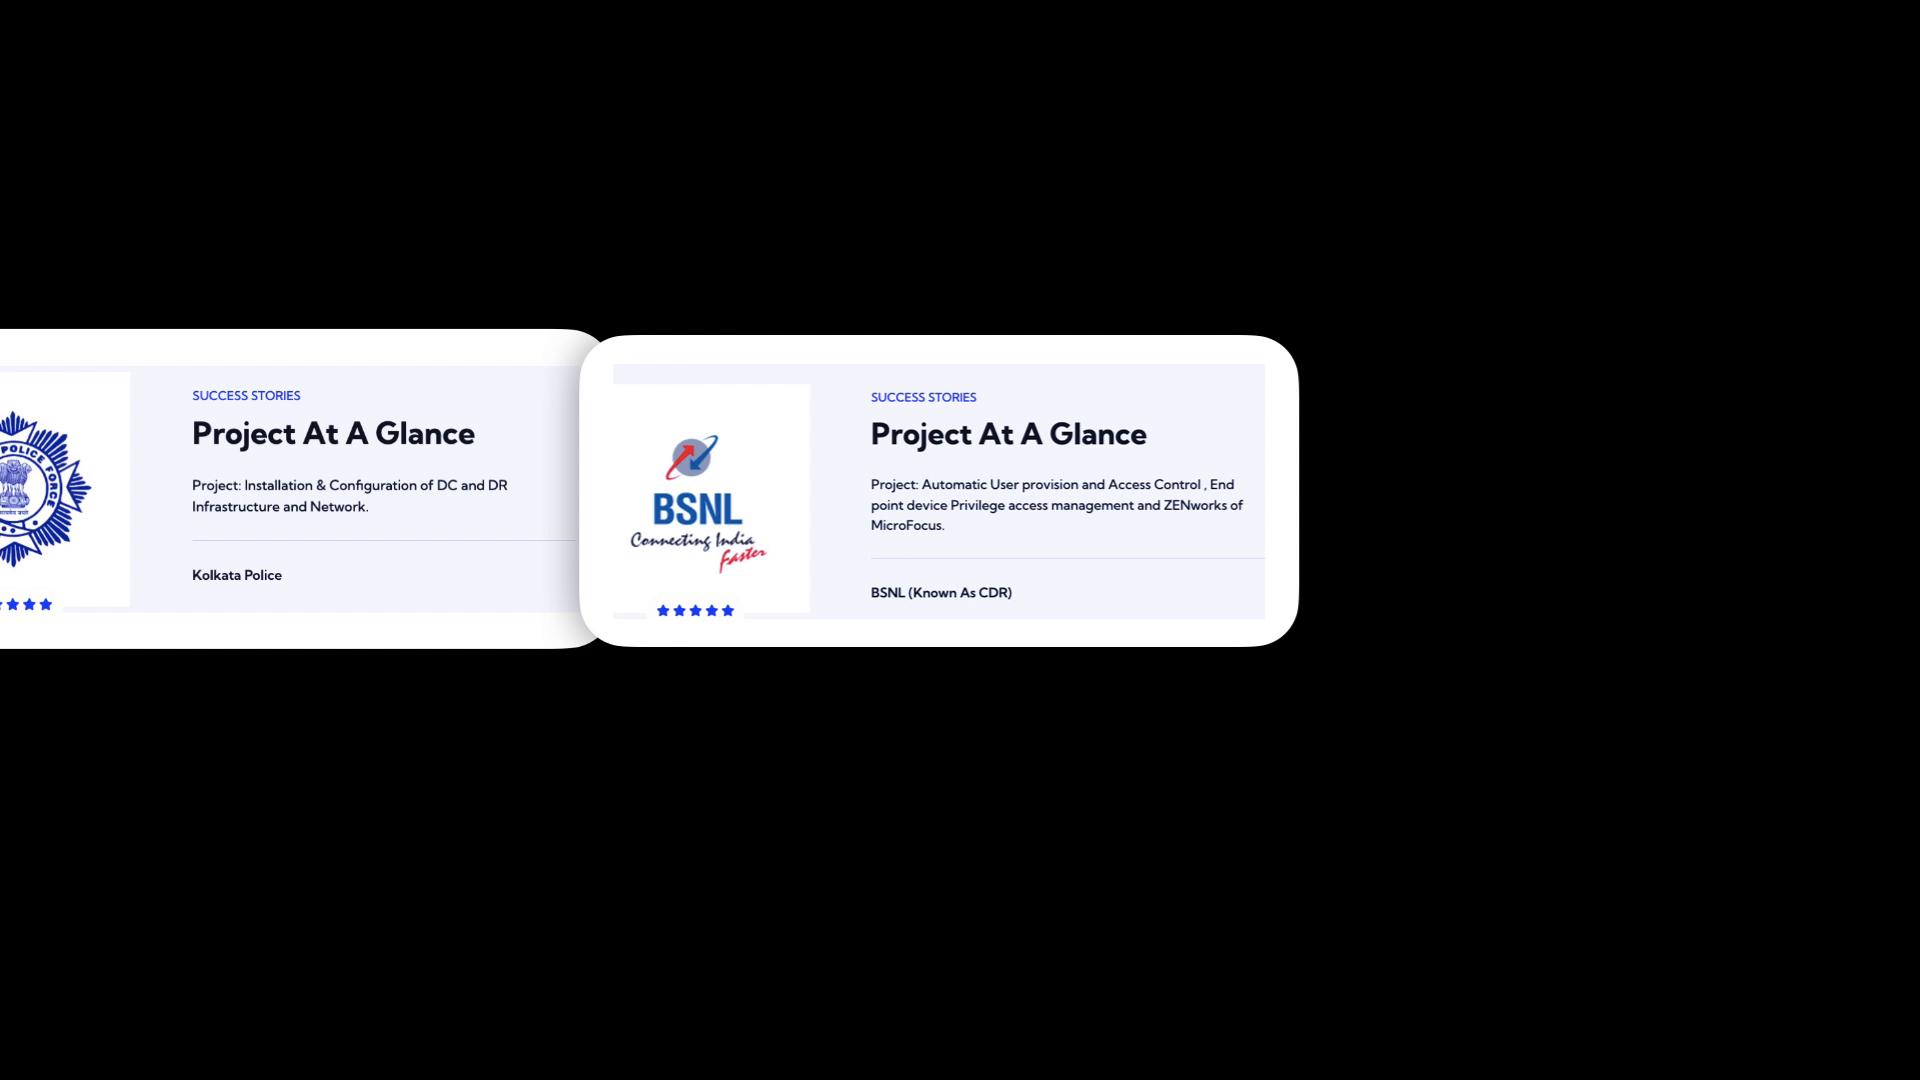 POLICE FORCE
SUCCESS STORIES
Project At A Glance
Project: Installation & Configuration of DC and DR
Infrastructure and Network.
Kolkata Police
BSNL
Connecting India
Faster
SUCCESS STORIES
Project At A Glance
Project: Automatic User provision and Access Control , End
point device Privilege access management and ZENworks of
MicroFocus.
BSNL (Known As CDR)